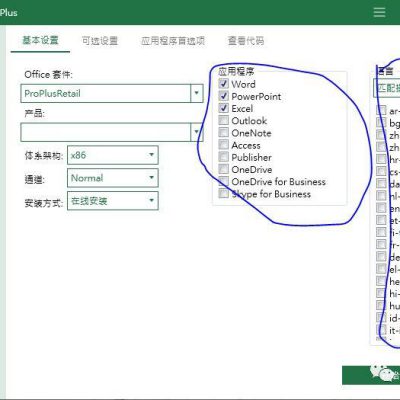 Plus
基本设置 可选设置 应用程序首选项 查看代码
Office 套件:
ProPlusRetail
产品:
体系架构: x86
通道: Normal
安装方式: 在线安装
应用程序
Word
PowerPoint
Excel
Outlook
OneNote
Access
Publisher
OneDrive
OneDrive for Business
Skype for Business
语言
匹配
ar-
bg
zh
zh
hr-
cs-
da
nl-
en
et-
fi-
fr-
de
el-
he
hi-
hu
id-
it-